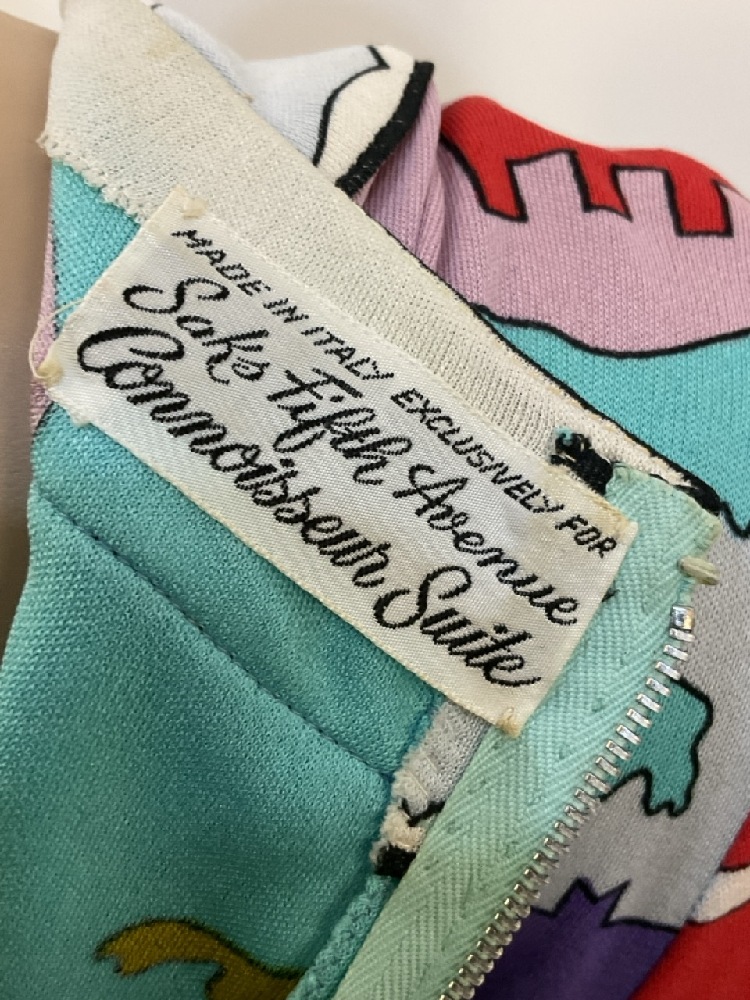 MADE IN ITALY EXCLUSIVELY FOR
Saks Fifth Avenue
Connoisseur Suite